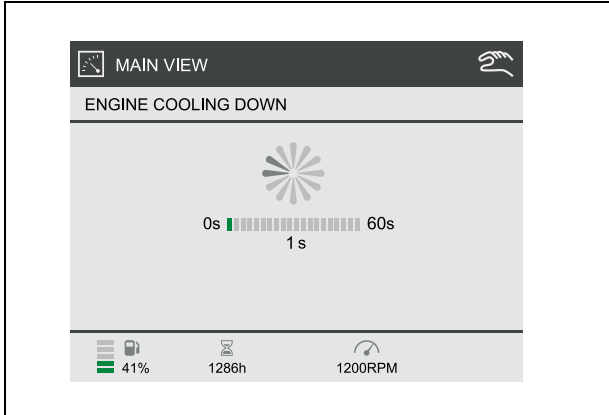 MAIN VIEW
ENGINE COOLING DOWN
0s 60s
1 s
41% 1286h 1200RPM